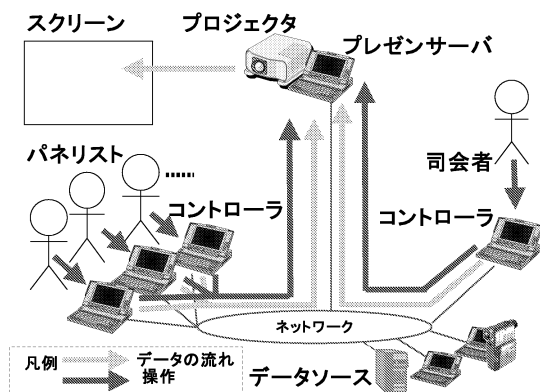 スクリーン
プロジェクタ
プレゼンサーバ
パネリスト
......
司会者
コントローラ
コントローラ
ネットワーク
凡例
データの流れ
操作
データソース